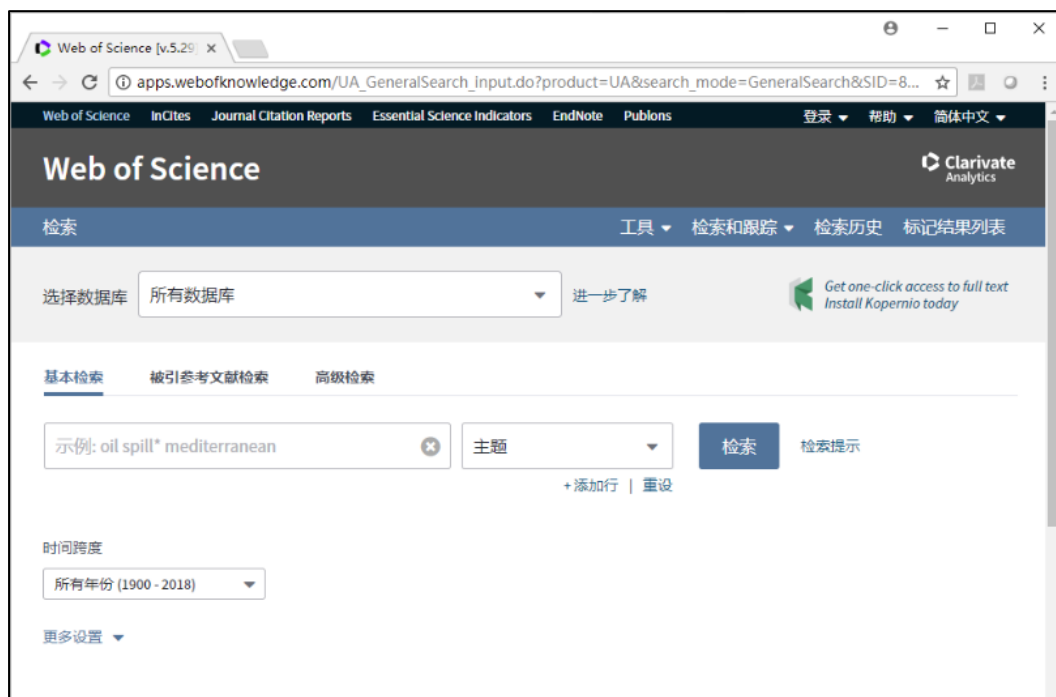 Web of Science [v.5.29]
apps.webofknowledge.com/UA_GeneralSearch_input.do?product=UA&search_mode=GeneralSearch&SID=8...
Web of Science InCites Journal Citation Reports Essential Science Indicators EndNote Publons 登录 帮助 简体中文
Web of Science
Clarivate
Analytics
检索 工具 检索和跟踪 检索历史 标记结果列表
选择数据库 所有数据库 进一步了解
Get one-click access to full text
Install Kopernio today
基本检索 被引参考文献检索 高级检索
示例: oil spill* mediterranean 主题 检索 检索提示
+添加行 | 重设
时间跨度
所有年份 (1900 - 2018)
更多设置